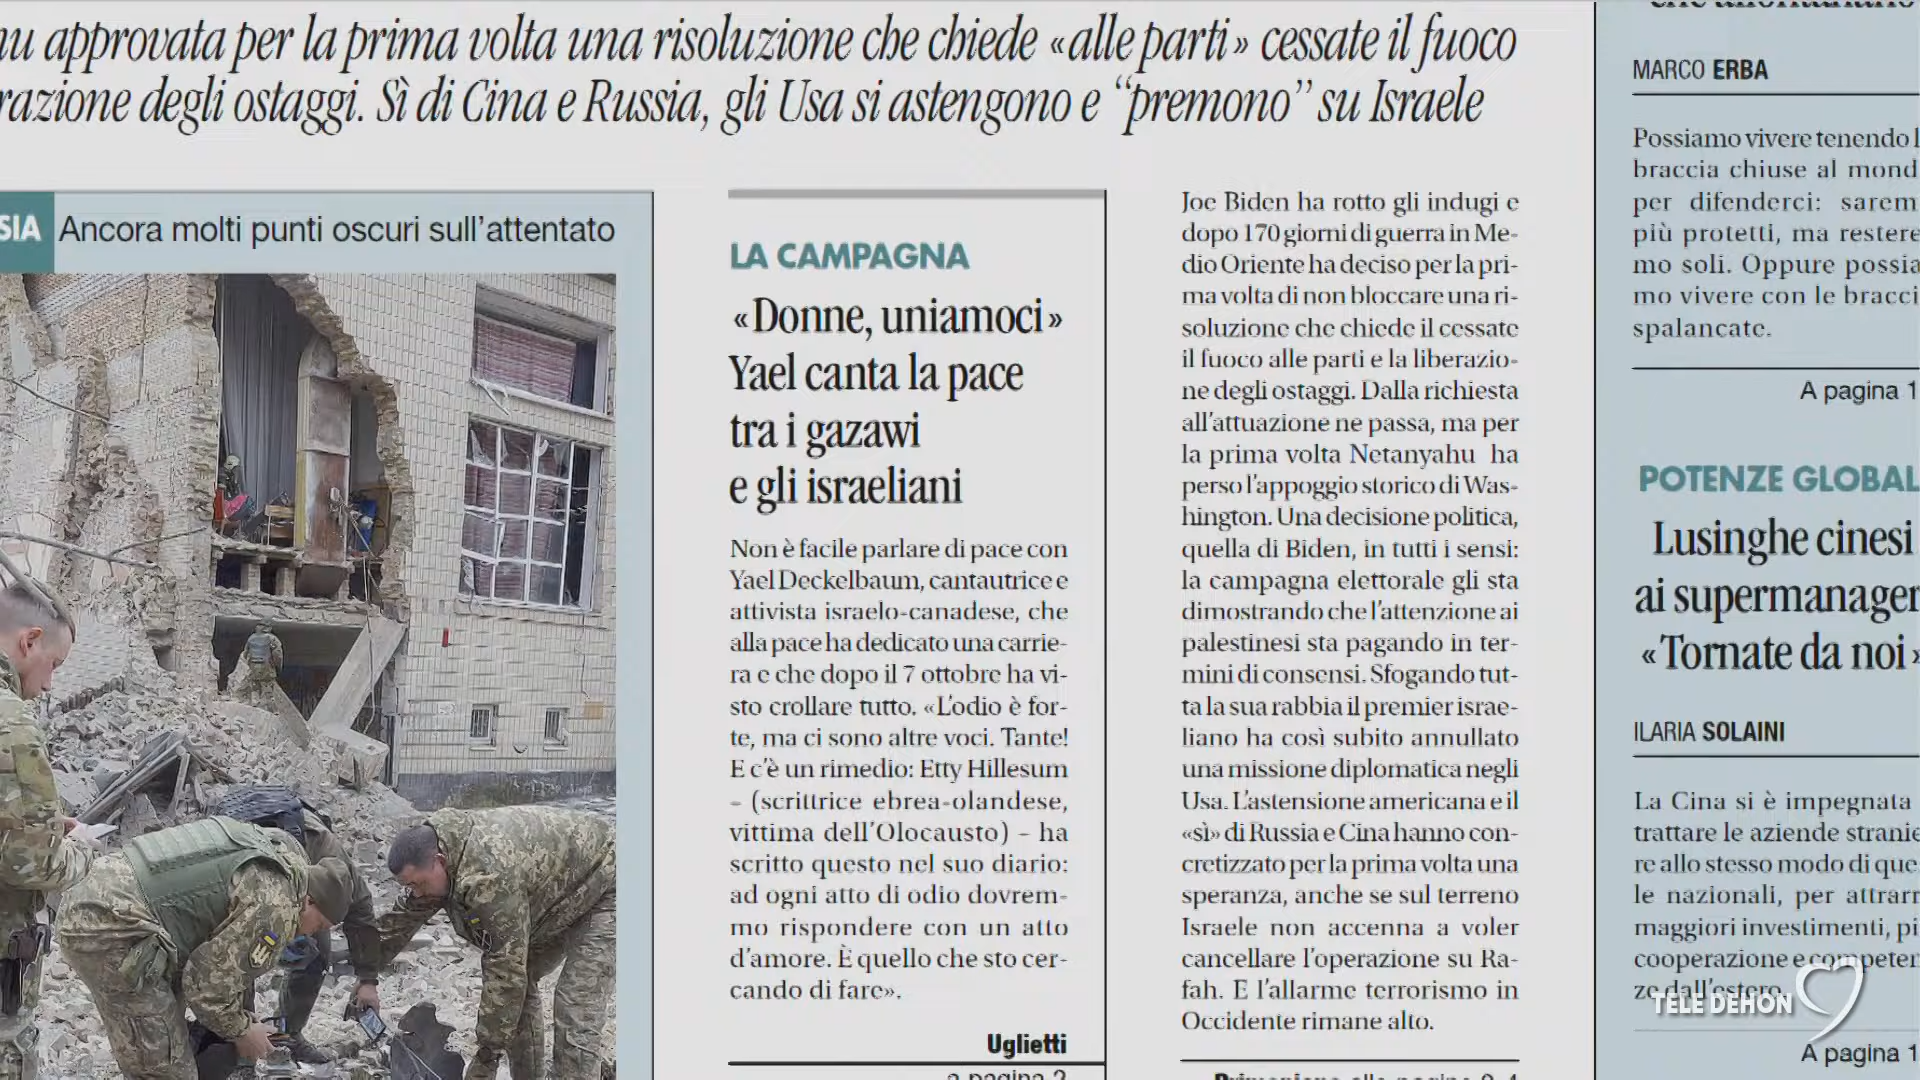 approvata per la prima volta una risoluzione che chiede «alle parti» cessate il fuoco
degli ostaggi. Sì di Cina e Russia, gli Usa si astengono e “premono” su Israele
Ancora molti punti oscuri sull’attentato
LA CAMPAGNA
«Donne, uniamoci»
Yael canta la pace
tra i gazawi
e gli israeliani
Non è facile parlare di pace con
Yael Deckelbaum, cantautrice e
attivista israelo-canadese, che
alla pace ha dedicato una carrie-
ra e che dopo il 7 ottobre ha vi-
sto crollare tutto. «L’odio è for-
te, ma ci sono altre voci. Tante!
E c’è un rimedio: Etty Hillesum
– (scrittrice ebrea-olandese,
vittima dell’Olocausto) – ha
scritto questo nel suo diario:
ad ogni atto di odio dovrem-
mo rispondere con un atto
d’amore. È quello che sto cer-
cando di fare».
Uglietti
Joe Biden ha rotto gli indugi e
dopo 170 giorni di guerra in Me-
dio Oriente ha deciso per la pri-
ma volta di non bloccare una ri-
soluzione che chiede il cessate
il fuoco alle parti e la liberazio-
ne degli ostaggi. Dalla richiesta
all’attuazione ne passa, ma per
la prima volta Netanyahu ha
perso l’appoggio storico di Was-
hington. Una decisione politica,
quella di Biden, in tutti i sensi:
la campagna elettorale gli sta
dimostrando che l’attenzione ai
palestinesi sta pagando in ter-
mini di consensi. Sfogando tut-
ta la sua rabbia il premier israe-
liano ha così subito annullato
una missione diplomatica negli
Usa. L’astensione americana e il
«sì» di Russia e Cina hanno con-
cretizzato per la prima volta una
speranza, anche se sul terreno
Israele non accenna a voler
cancellare l’operazione su Ra-
fah. E l’allarme terrorismo in
Occidente rimane alto.
MARCO ERBA
Possiamo vivere tenendo l
braccia chiuse al mond
per difenderci: sarem
più protetti, ma restere
mo soli. Oppure possia
mo vivere con le bracci
spalancate.
A pagina 1
POTENZE GLOBAL
Lusinghe cinesi
ai supermanager
«Tornate da noi»
ILARIA SOLAINI
La Cina si è impegnata
trattare le aziende stranie
re allo stesso modo di que
le nazionali, per attrarr
maggiori investimenti, pi
cooperazione e competen
ze dall’estero.
TELE DEHON
A pagina 1